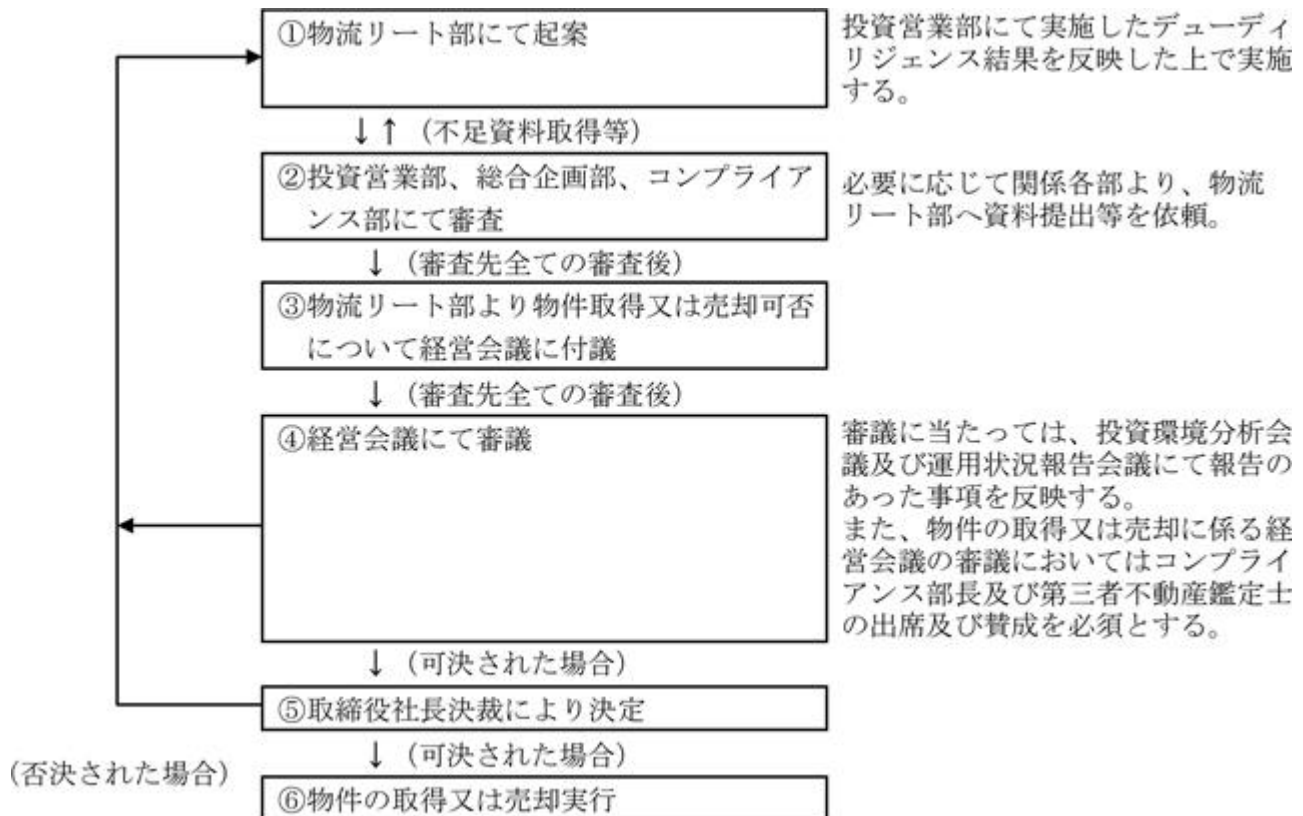 ①物流リート部にて起案
投資営業部にて実施したデューディ
リジェンス結果を反映した上で実施
する。
↓↑（不足資料取得等）
②投資営業部、総合企画部、コンプライア
ンス部にて審査
必要に応じて関係各部より、物流
リート部へ資料提出等を依頼。
↓（審査先全ての審査後）
③物流リート部より物件取得又は売却可否
について経営会議に付議
↓（審査先全ての審査後）
④経営会議にて審議
審議に当たっては、投資環境分析会
議及び運用状況報告会議にて報告の
あった事項を反映する。
また、物件の取得又は売却に係る経
営会議の審議においてはコンプライ
アンス部長及び第三者不動産鑑定士
の出席及び賛成を必須とする。
↓（可決された場合）
⑤取締役社長決裁により決定
↓（可決された場合）
（否決された場合）
⑥物件の取得又は売却実行